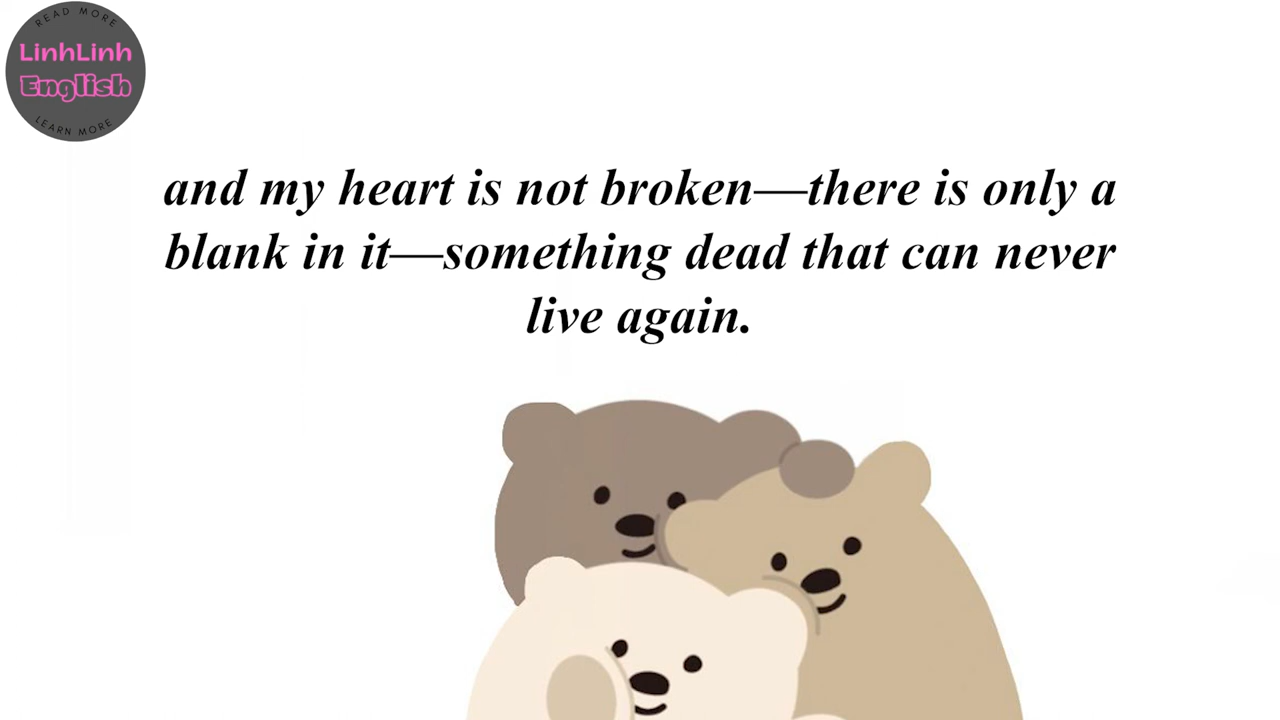 READ MORE
LinhLinh
English
LEARN MORE
and my heart is not broken—there is only a
blank in it—something dead that can never
live again.